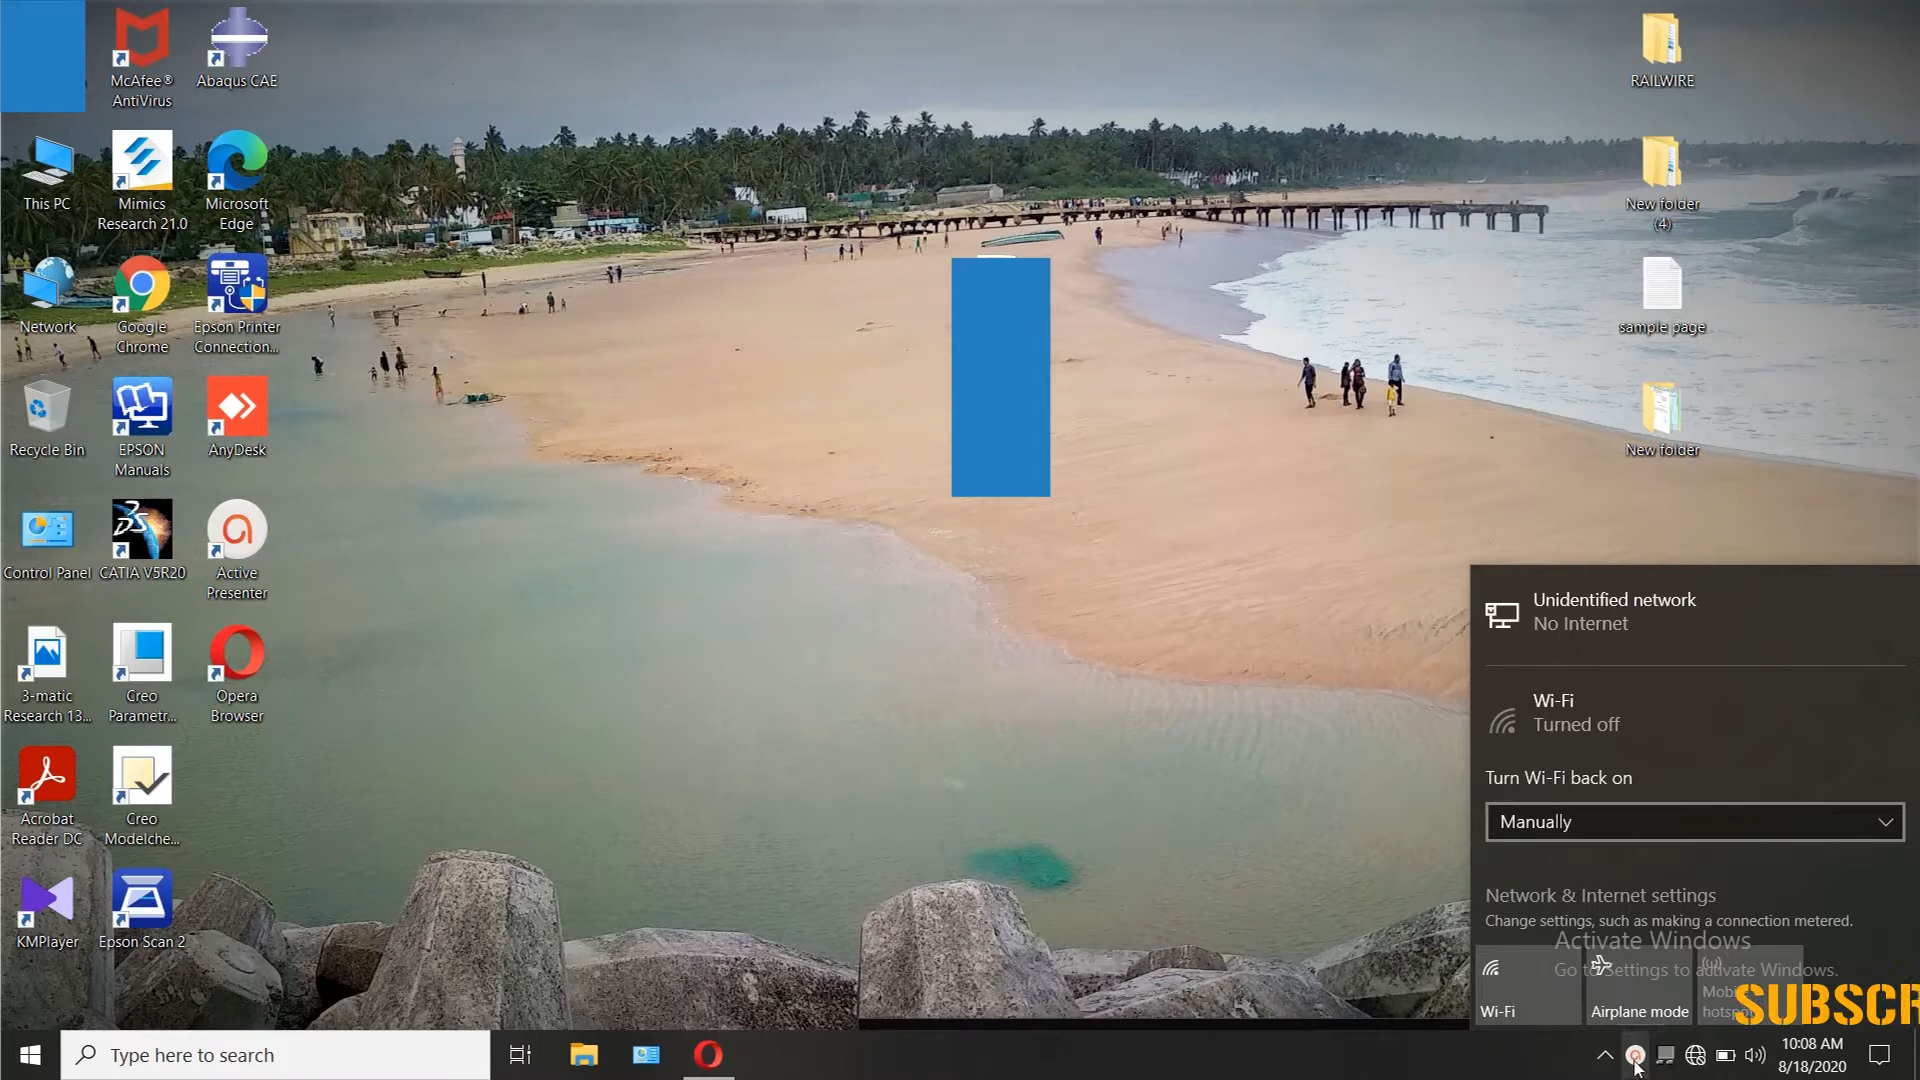 McAfee®
AntiVirus
Abaqus CAE
This PC
Mimics
Research 21.0
Microsoft
Edge
Network
Google
Chrome
Epson Printer
Connection...
Recycle Bin
EPSON
Manuals
AnyDesk
Control Panel
CATIA V5R20
Active
Presenter
3-matic
Research 13...
Creo
Parametr...
Opera
Browser
Acrobat
Reader DC
Creo
Modelche...
KMPlayer
Epson Scan 2
RAILWIRE
New folder
(4)
sample page
New folder
Unidentified network
No Internet
Wi-Fi
Turned off
Turn Wi-Fi back on
Manually
Network & Internet settings
Change settings, such as making a connection metered.
Activate Windows
Go to Settings to activate Windows.
Wi-Fi
Airplane mode
SUBSCR
Type here to search
10:08 AM
8/18/2020